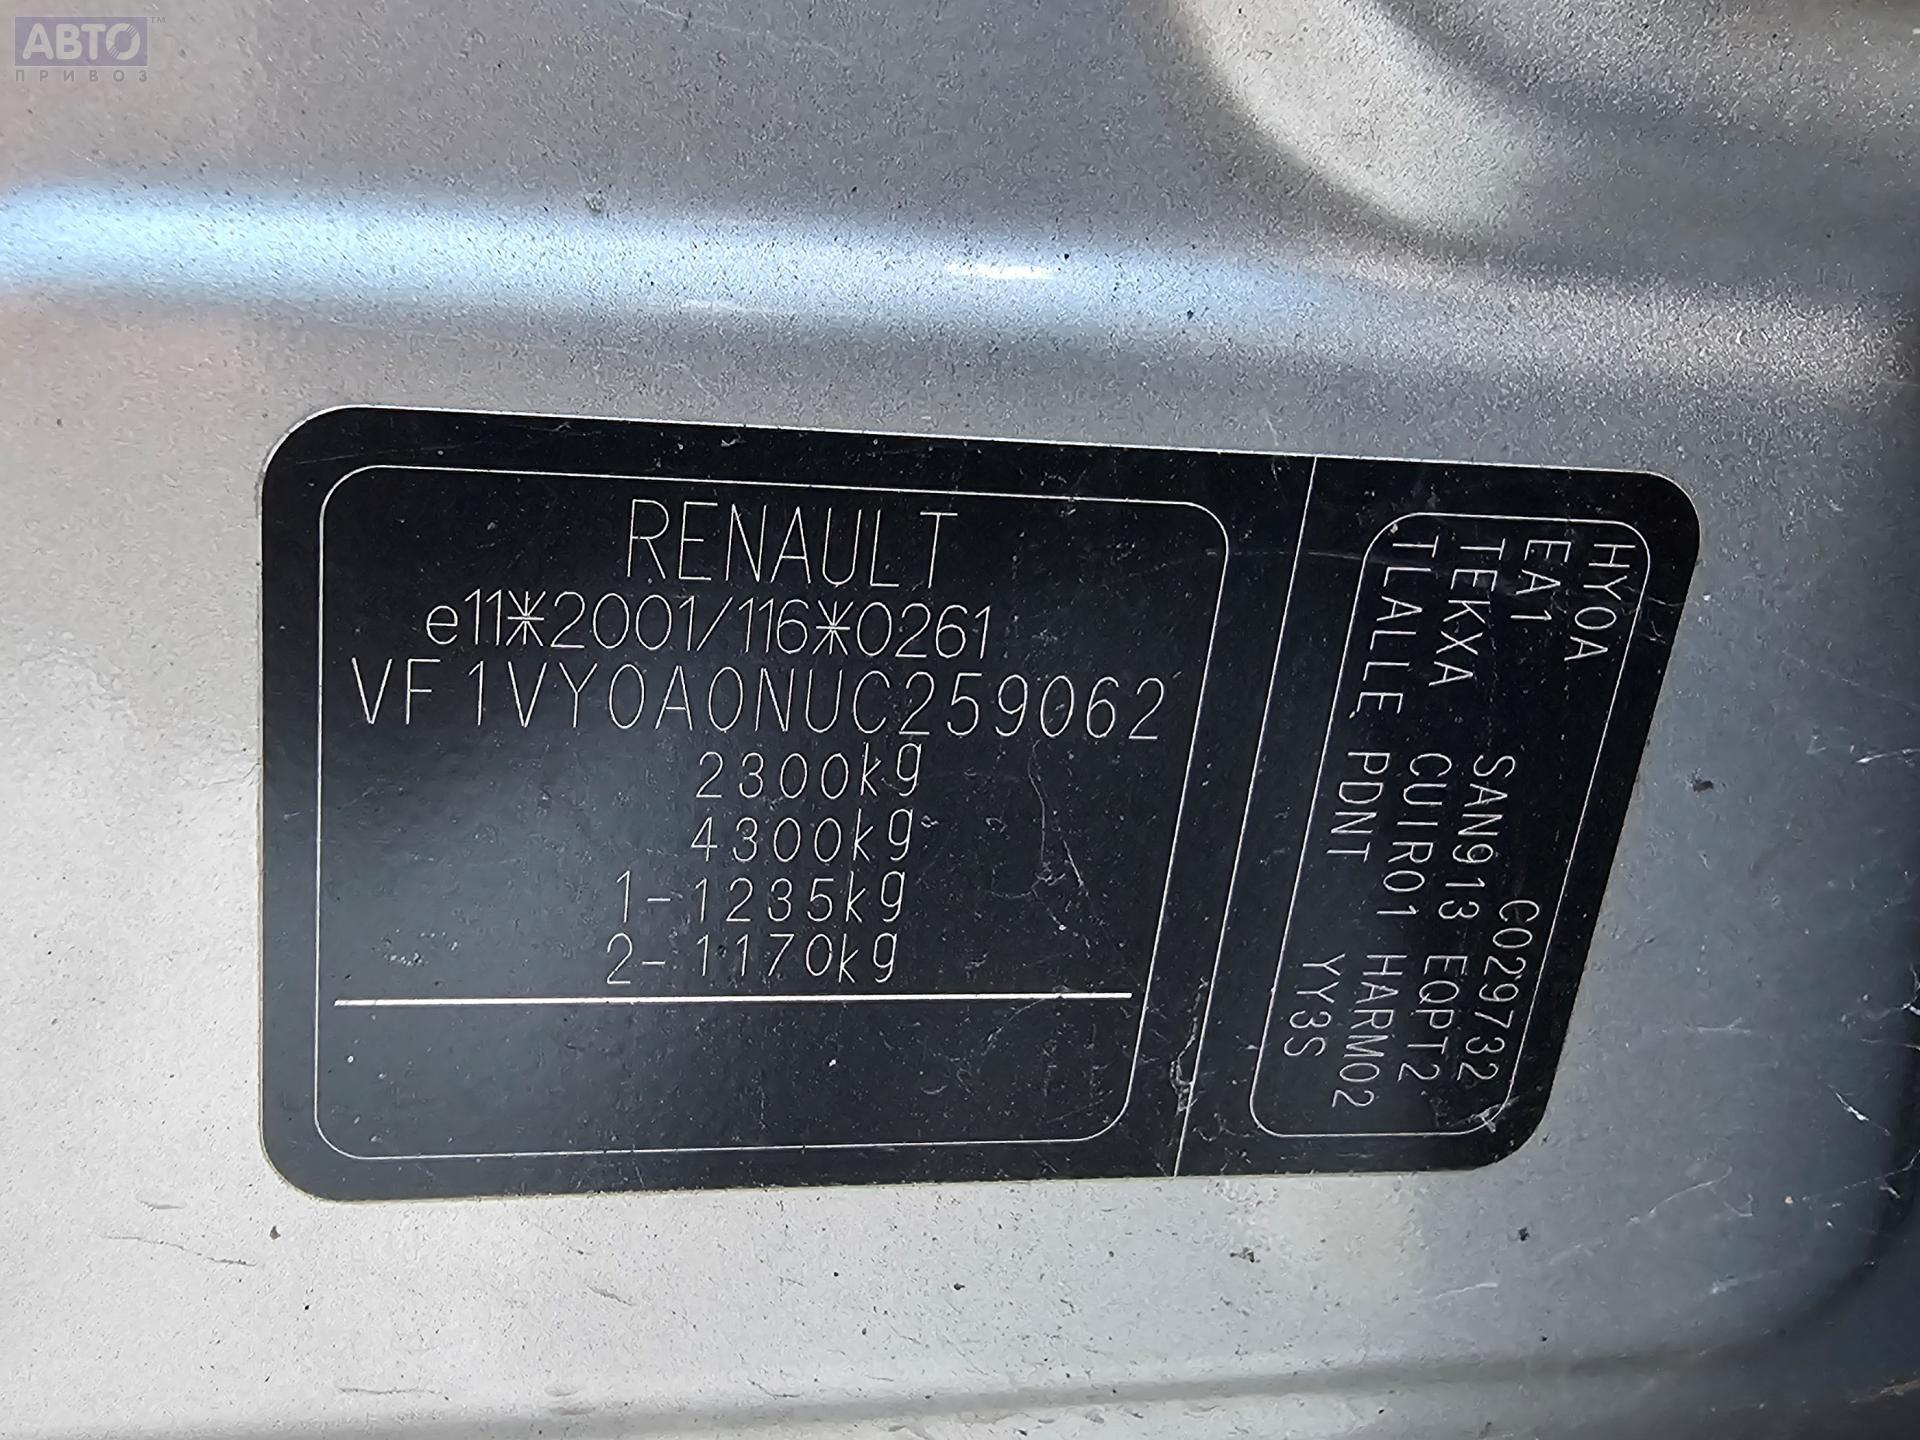 АВТО™
ПРИВОЗ
RENAULT
e11*2001/116*0261
VF1VY0A0NUC259062
2300kg
4300kg
1-1235kg
2-1170kg
HY0A
EA1 C029732
TEKXA SAN913 EQPT2
TLALLE CUIR01 HARM02
PDNT YY3S